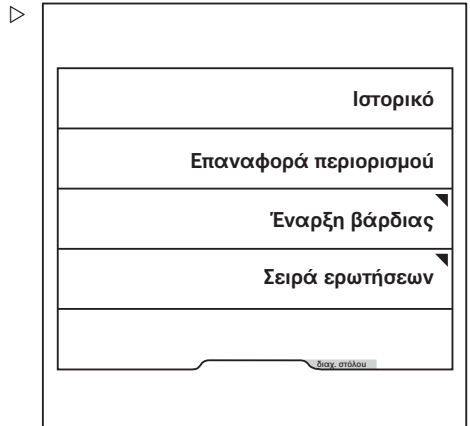 Ιστορικό
Επαναφορά περιορισμού
Έναρξη βάρδιας
Σειρά ερωτήσεων
διαχ. στόλου